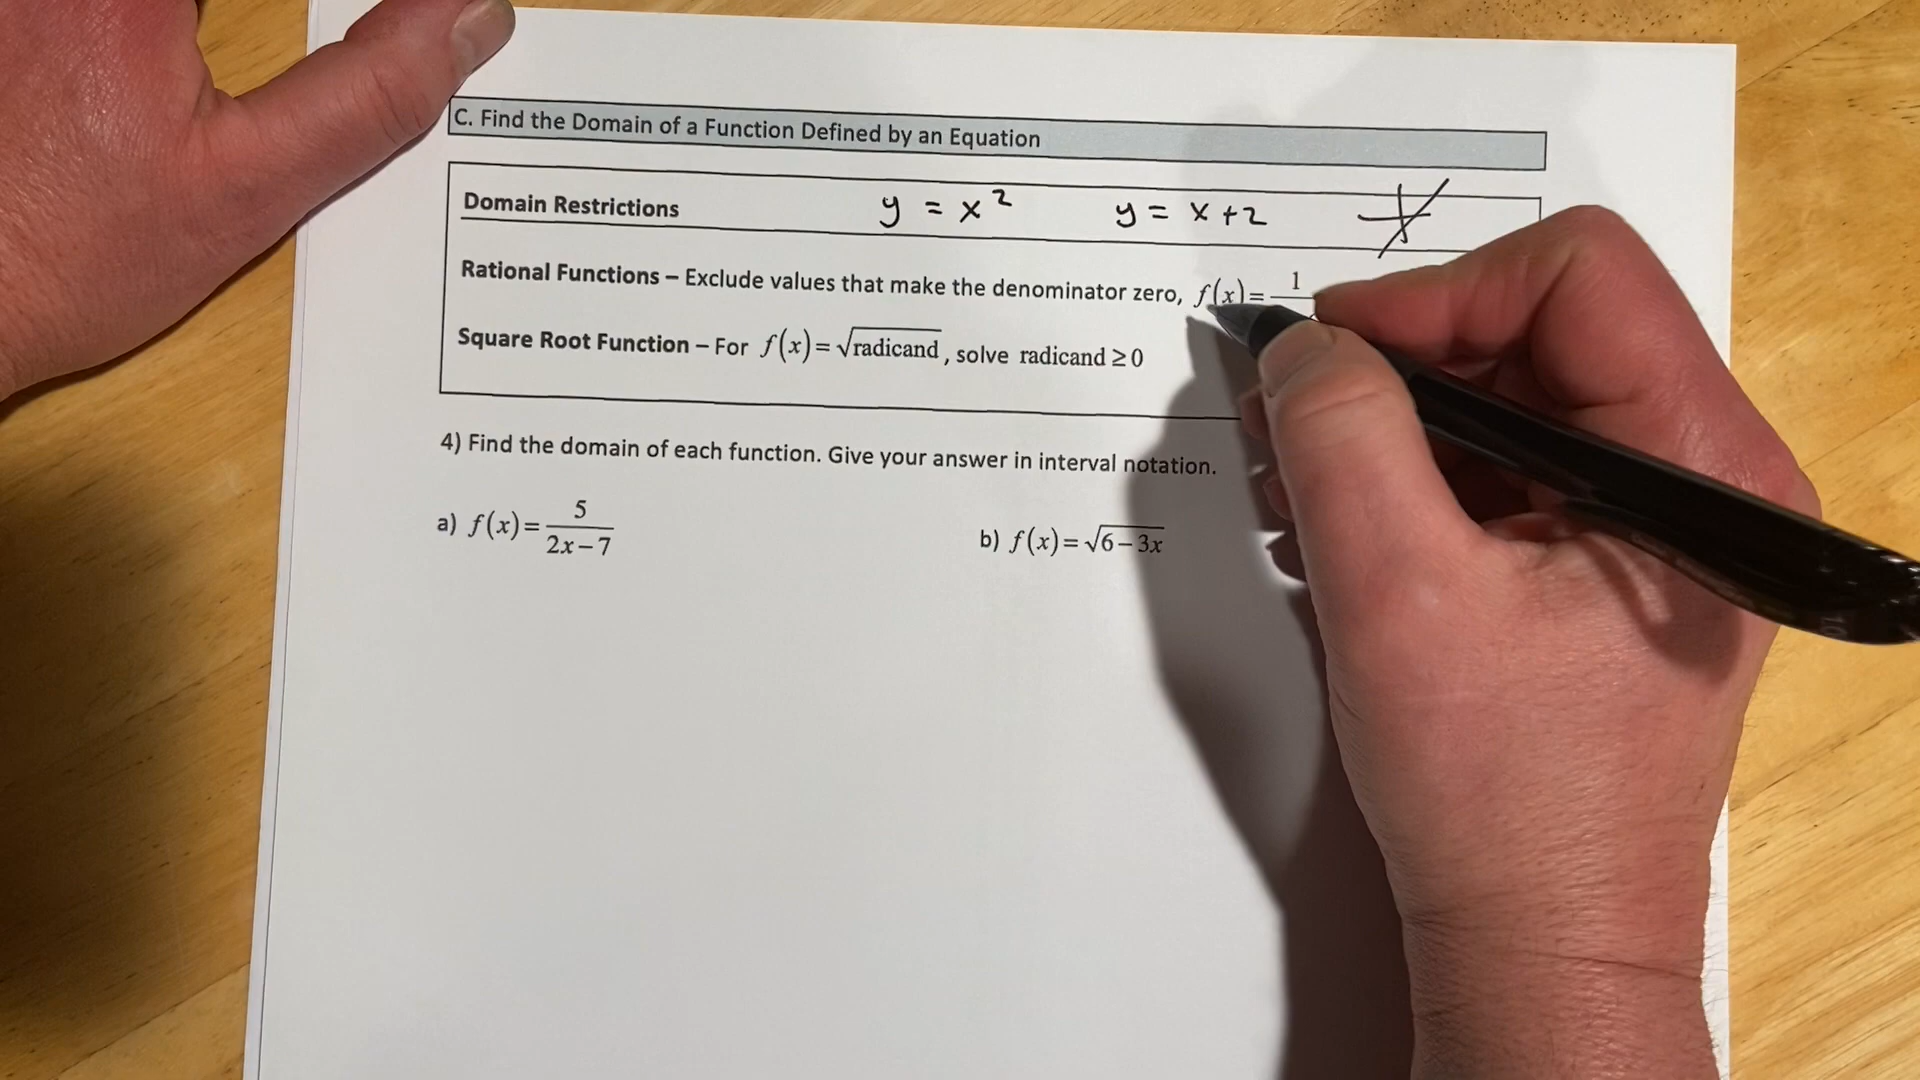 C. Find the Domain of a Function Defined by an Equation
Domain Restrictions y = x² y = x+2
Rational Functions – Exclude values that make the denominator zero, f(x)= 1
Square Root Function – For f(x)=√radicand, solve radicand ≥ 0
4) Find the domain of each function. Give your answer in interval notation.
a) f(x)= 5/(2x−7) b) f(x)=√(6−3x)